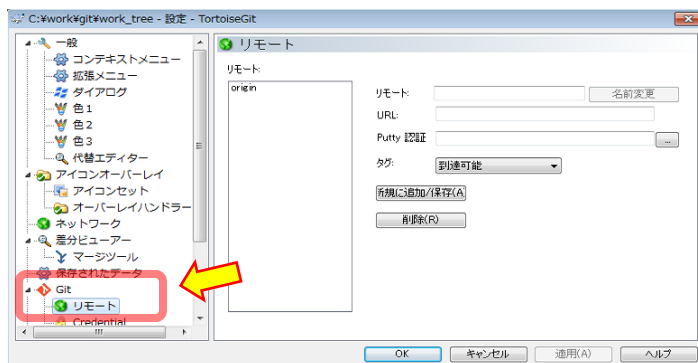 C:¥work¥git¥work_tree - 設定 - TortoiseGit
一般
コンテキストメニュー
拡張メニュー
ダイアログ
色1
色2
色3
代替エディター
アイコンオーバーレイ
アイコンセット
オーバーレイハンドラー
ネットワーク
差分ビューアー
マージツール
保存されたデータ
Git
リモート
Credential
リモート
リモート:
origin
リモート:
名前変更
URL:
Putty 認証
...
タグ:
到達可能
新規に追加/保存(A
削除(R)
OK
キャンセル
適用(A)
ヘルプ